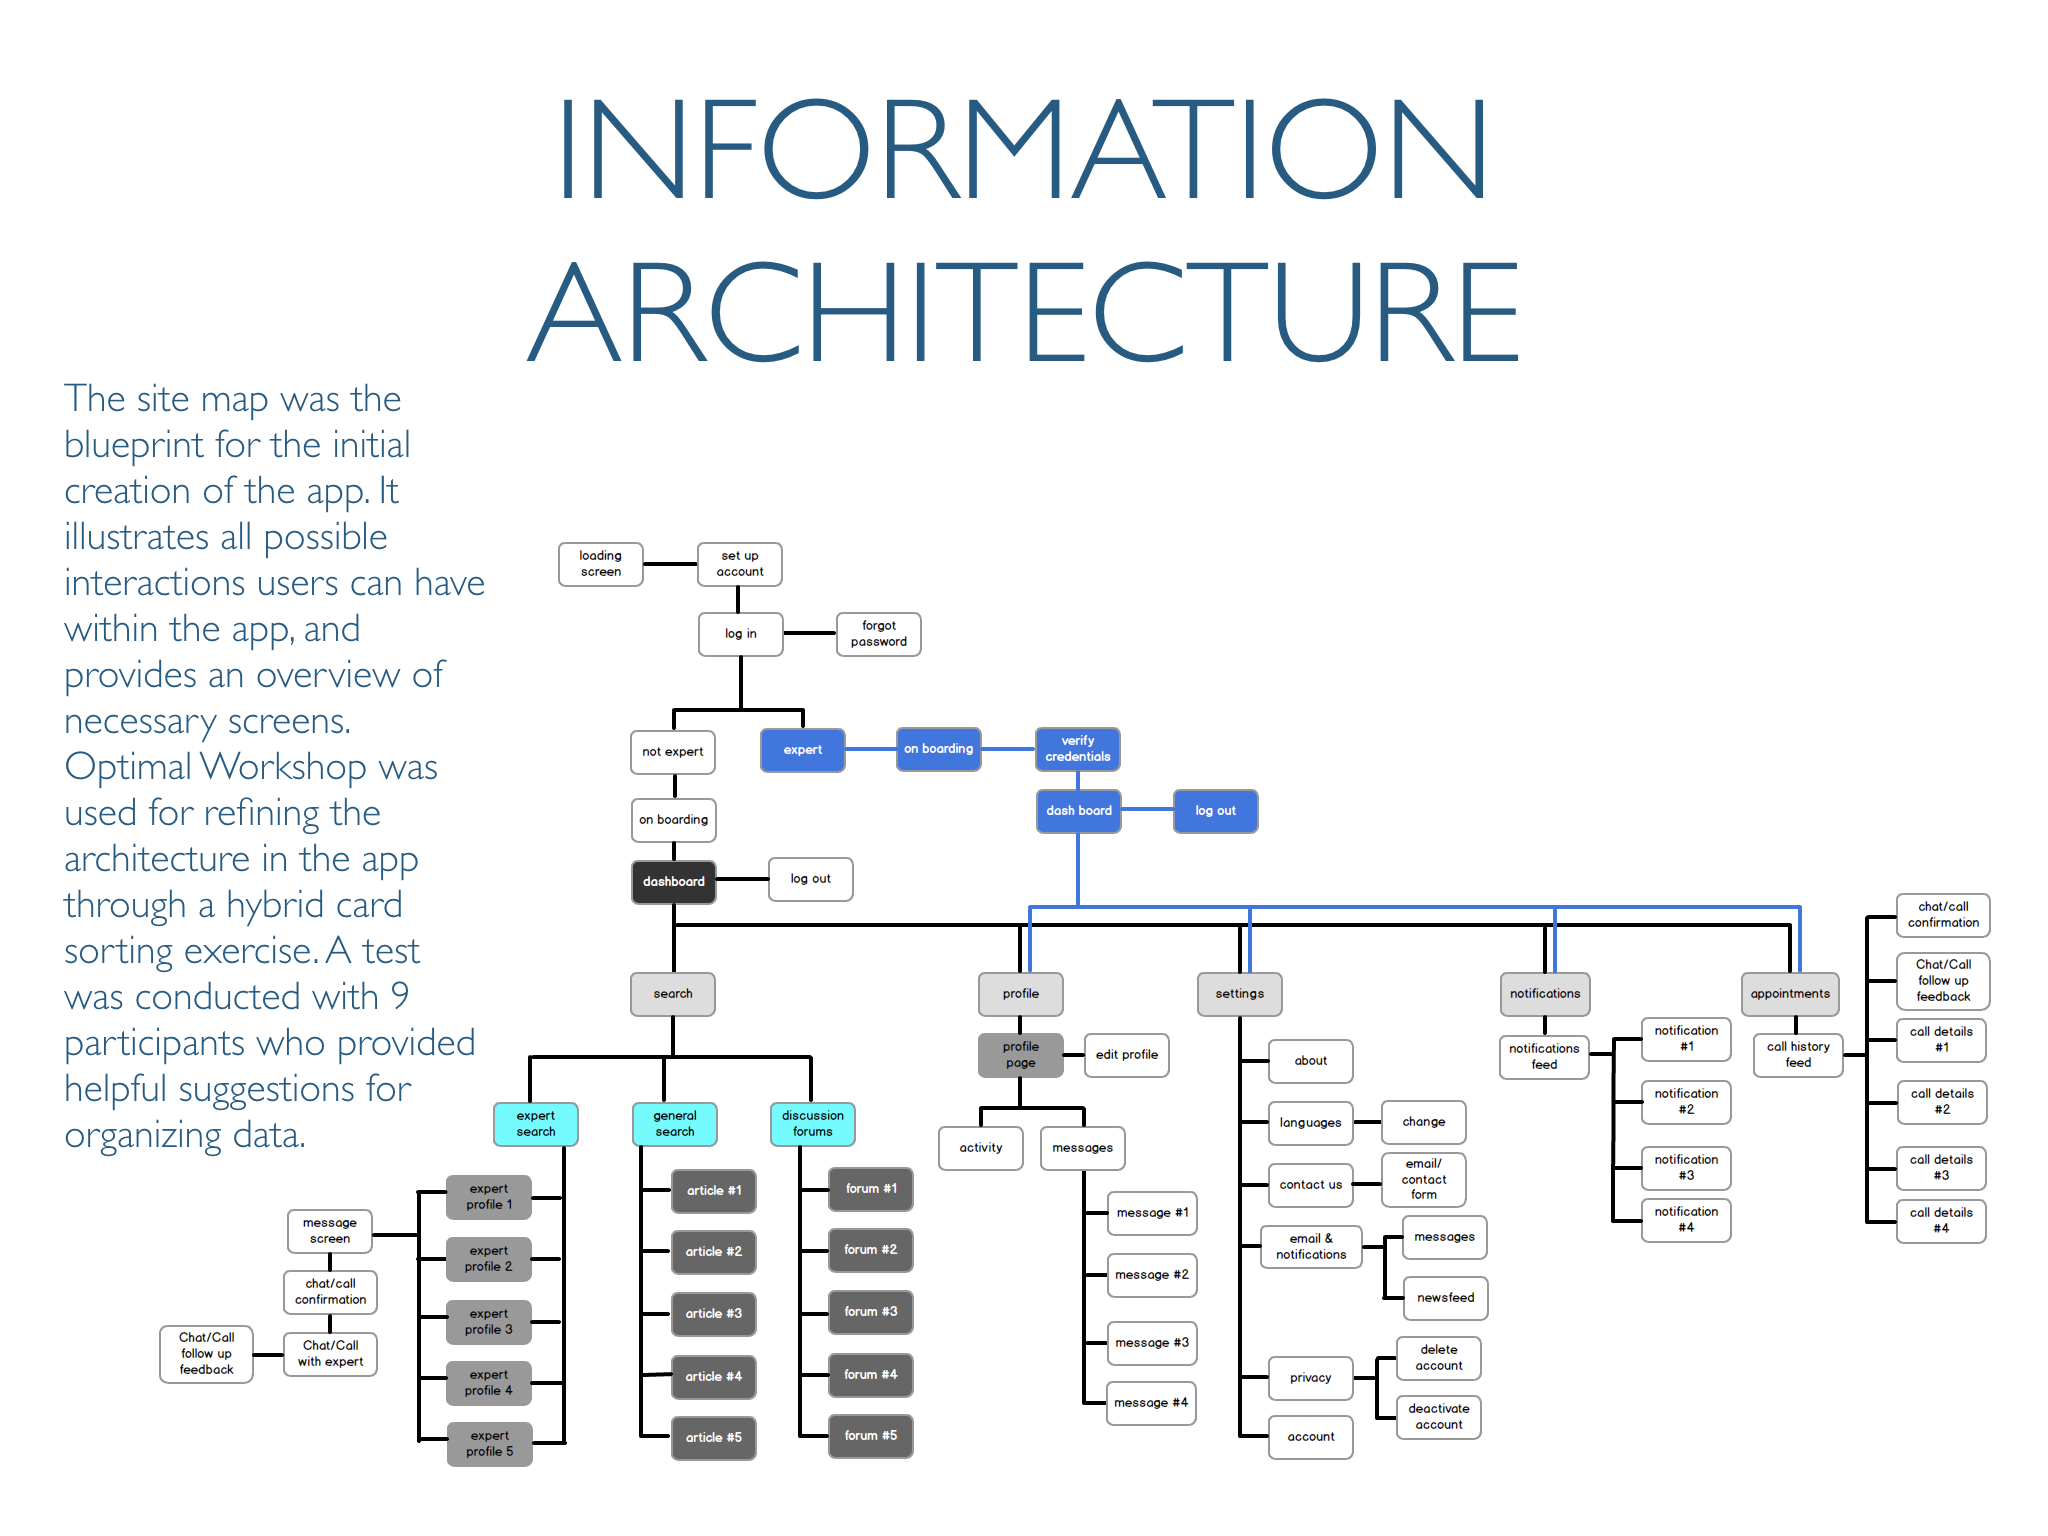 INFORMATION
ARCHITECTURE
The site map was the
blueprint for the initial
creation of the app. It
illustrates all possible
interactions users can have
within the app, and
provides an overview of
necessary screens.
Optimal Workshop was
used for refining the
architecture in the app
through a hybrid card
sorting exercise. A test
was conducted with 9
participants who provided
helpful suggestions for
organizing data.
loading
screen
set up
account
log in
forgot
password
not expert
expert
on boarding
verify
credentials
on boarding
dash board
log out
dashboard
log out
search
profile
settings
notifications
appointments
expert
search
general
search
discussion
forums
expert
profile 1
expert
profile 2
expert
profile 3
expert
profile 4
expert
profile 5
message
screen
chat/call
confirmation
Chat/Call
with expert
Chat/Call
follow up
feedback
article #1
article #2
article #3
article #4
article #5
forum #1
forum #2
forum #3
forum #4
forum #5
profile
page
edit profile
activity
messages
message #1
message #2
message #3
message #4
about
languages
change
contact us
email/
contact
form
email &
notifications
messages
newsfeed
privacy
delete
account
deactivate
account
account
notifications
feed
notification
#1
notification
#2
notification
#3
notification
#4
call history
feed
chat/call
confirmation
Chat/Call
follow up
feedback
call details
#1
call details
#2
call details
#3
call details
#4